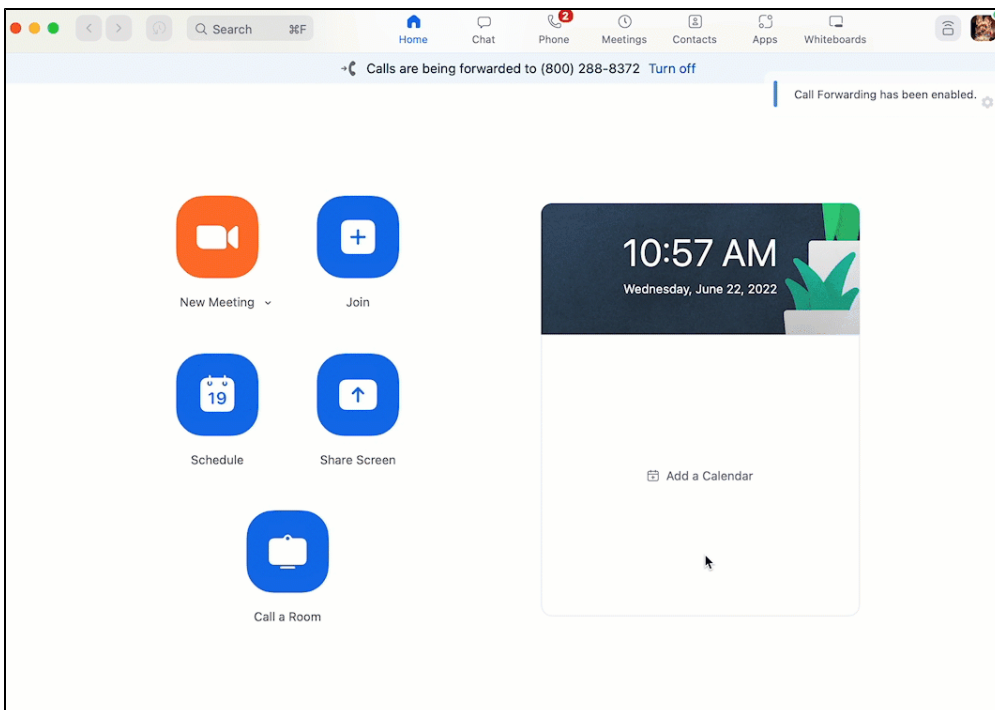 Search ⌘F
2
Home Chat Phone Meetings Contacts Apps Whiteboards
Calls are being forwarded to (800) 288-8372 Turn off
Call Forwarding has been enabled.
10:57 AM
Wednesday, June 22, 2022
New Meeting Join
19
Schedule Share Screen
Add a Calendar
Call a Room